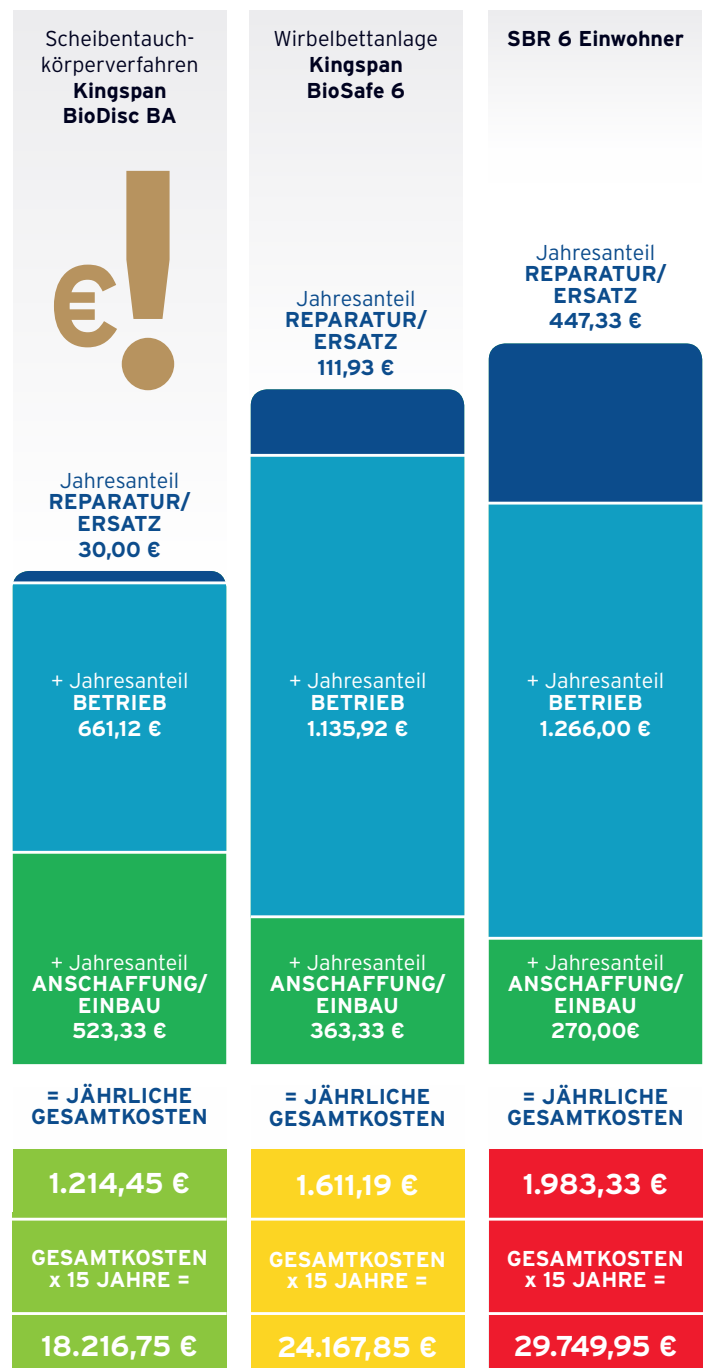 Scheibentauch-
körperverfahren
Kingspan
BioDisc BA
€!
Jahresanteil
REPARATUR/
ERSATZ
30,00 €
+ Jahresanteil
BETRIEB
661,12 €
+ Jahresanteil
ANSCHAFFUNG/
EINBAU
523,33 €
= JÄHRLICHE
GESAMTKOSTEN
1.214,45 €
GESAMTKOSTEN
x 15 JAHRE =
18.216,75 €
Wirbelbettanlage
Kingspan
BioSafe 6
Jahresanteil
REPARATUR/
ERSATZ
111,93 €
+ Jahresanteil
BETRIEB
1.135,92 €
+ Jahresanteil
ANSCHAFFUNG/
EINBAU
363,33 €
= JÄHRLICHE
GESAMTKOSTEN
1.611,19 €
GESAMTKOSTEN
x 15 JAHRE =
24.167,85 €
SBR 6 Einwohner
Jahresanteil
REPARATUR/
ERSATZ
447,33 €
+ Jahresanteil
BETRIEB
1.266,00 €
+ Jahresanteil
ANSCHAFFUNG/
EINBAU
270,00€
= JÄHRLICHE
GESAMTKOSTEN
1.983,33 €
GESAMTKOSTEN
x 15 JAHRE =
29.749,95 €